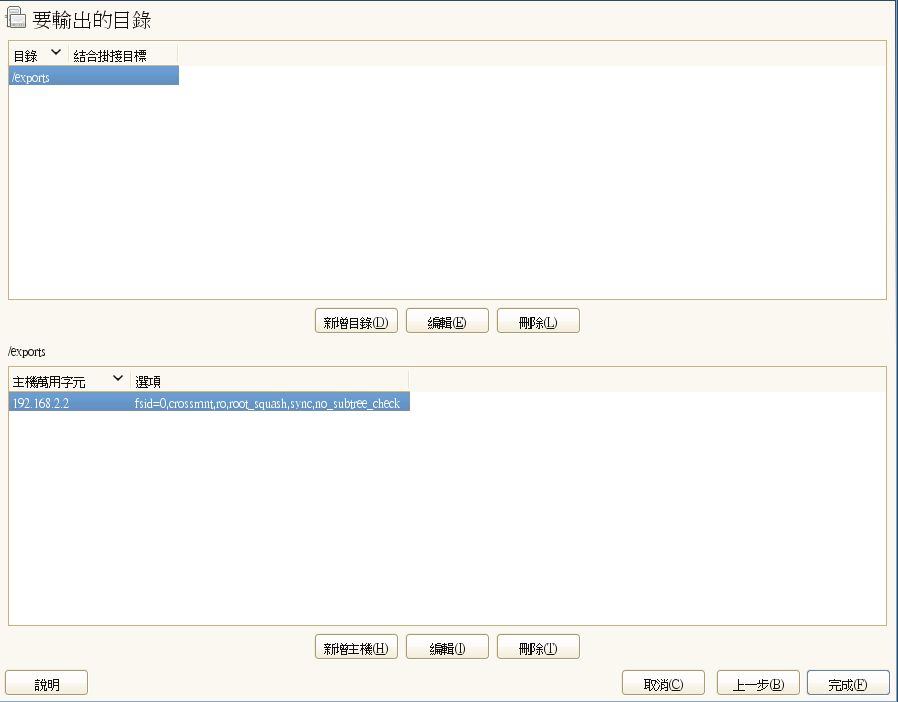 要輸出的目錄
目錄 結合掛接目標
/exports
新增目錄(D) 編輯(E) 刪除(L)
/exports
主機萬用字元 選項
192.168.2.2 fsid=0,crossmnt,ro,root_squash,sync,no_subtree_check
新增主機(H) 編輯(I) 刪除(T)
說明 取消(C) 上一步(B) 完成(F)